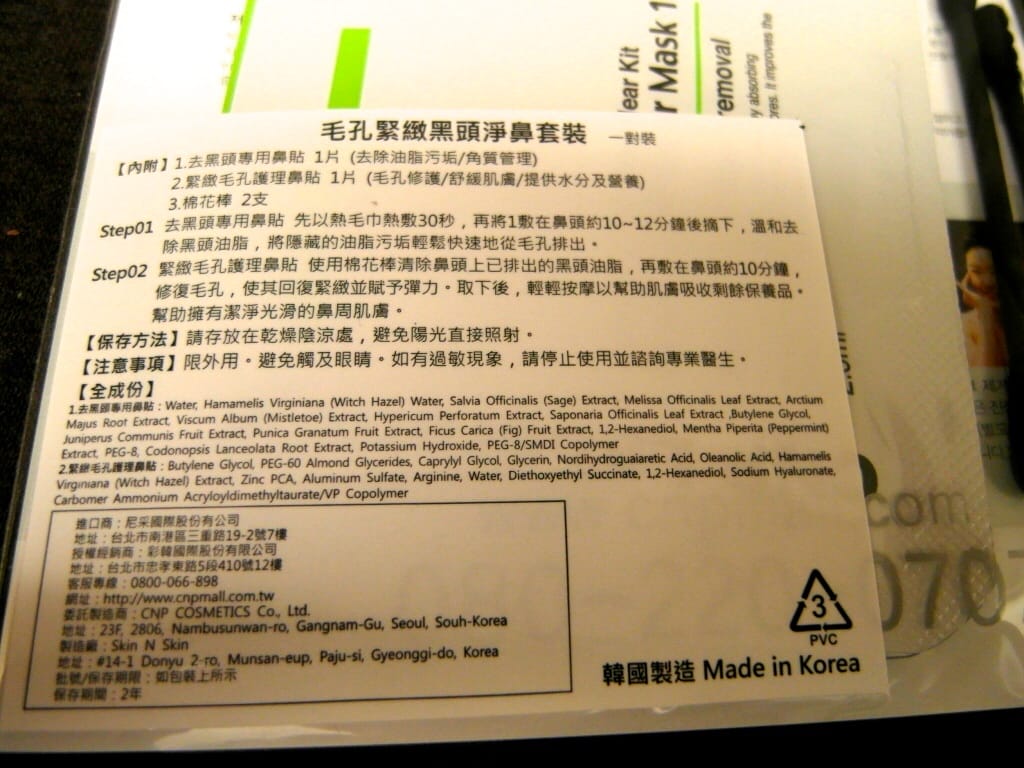 ear Kit
r Mask 1
emoval
y absorbing
ores. it improves the
毛孔緊緻黑頭淨鼻套裝 一對裝
【內附】1.去黑頭專用鼻貼 1片 (去除油脂污垢/角質管理)
2.緊緻毛孔護理鼻貼 1片 (毛孔修護/舒緩肌膚/提供水分及營養)
3.棉花棒 2支
Step01 去黑頭專用鼻貼 先以熱毛巾熱敷30秒，再將1敷在鼻頭約10~12分鐘後摘下，溫和去
除黑頭油脂，將隱藏的油脂污垢輕鬆快速地從毛孔排出。
Step02 緊緻毛孔護理鼻貼 使用棉花棒清除鼻頭上已排出的黑頭油脂，再敷在鼻頭約10分鐘，
修復毛孔，使其回復緊緻並賦予彈力。取下後，輕輕按摩以幫助肌膚吸收剩餘保養品。
幫助擁有潔淨光滑的鼻周肌膚。
【保存方法】請存放在乾燥陰涼處，避免陽光直接照射。
【注意事項】限外用。避免觸及眼睛。如有過敏現象，請停止使用並諮詢專業醫生。
【全成份】
1.去黑頭專用鼻貼：Water, Hamamelis Virginiana (Witch Hazel) Water, Salvia Officinalis (Sage) Extract, Melissa Officinalis Leaf Extract, Arctium
Majus Root Extract, Viscum Album (Mistletoe) Extract, Hypericum Perforatum Extract, Saponaria Officinalis Leaf Extract ,Butylene Glycol,
Juniperus Communis Fruit Extract, Punica Granatum Fruit Extract, Ficus Carica (Fig) Fruit Extract, 1,2-Hexanediol, Mentha Piperita (Peppermint)
Extract, PEG-8, Codonopsis Lanceolata Root Extract, Potassium Hydroxide, PEG-8/SMDI Copolymer
2.緊緻毛孔護理鼻貼：Butylene Glycol, PEG-60 Almond Glycerides, Caprylyl Glycol, Glycerin, Nordihydroguaiaretic Acid, Oleanolic Acid, Hamamelis
Virginiana (Witch Hazel) Extract, Zinc PCA, Aluminum Sulfate, Arginine, Water, Diethoxyethyl Succinate, 1,2-Hexanediol, Sodium Hyaluronate,
Carbomer Ammonium Acryloyldimethyltaurate/VP Copolymer
進口商：尼采國際股份有公司
地址：台北市南港區三重路19-2號7樓
授權經銷商：彩韓國際股份有限公司
地址：台北市忠孝東路5段410號12樓
客服專線：0800-066-898
網址：http://www.cnpmall.com.tw
委託製造商：CNP COSMETICS Co., Ltd.
地址：23F, 2806, Nambusunwan-ro, Gangnam-Gu, Seoul, Souh-Korea
製造廠：Skin N Skin
地址：#14-1 Donyu 2-ro, Munsan-eup, Paju-si, Gyeonggi-do, Korea
批號/保存期限：如包裝上所示
保存期間：2年
3
PVC
韓國製造 Made in Korea
com
070